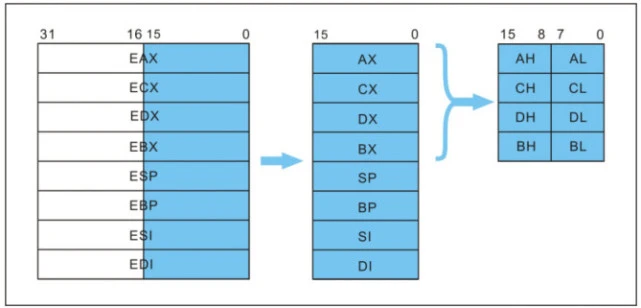 31 16 15 0 15 0 15 8 7 0
EAX AX AH AL
ECX CX CH CL
EDX DX DH DL
EBX BX BH BL
ESP SP
EBP BP
ESI SI
EDI DI